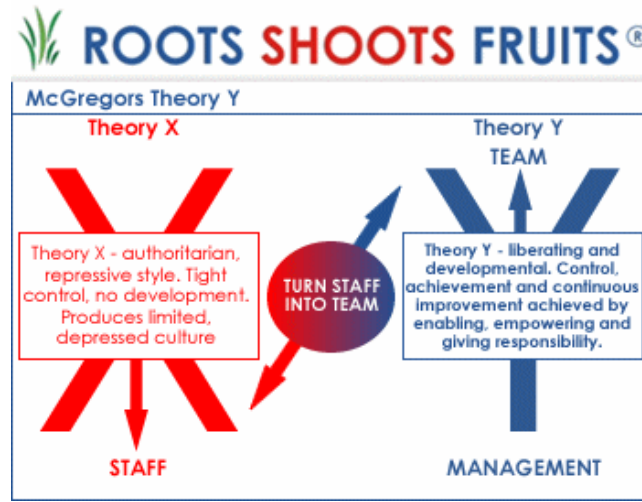 ROOTS SHOOTS FRUITS®
McGregors Theory Y
Theory X
Theory X - authoritarian,
repressive style. Tight
control, no development.
Produces limited,
depressed culture
STAFF
TURN STAFF
INTO TEAM
Theory Y
TEAM
Theory Y - liberating and
developmental. Control,
achievement and continuous
improvement achieved by
enabling, empowering and
giving responsibility.
MANAGEMENT